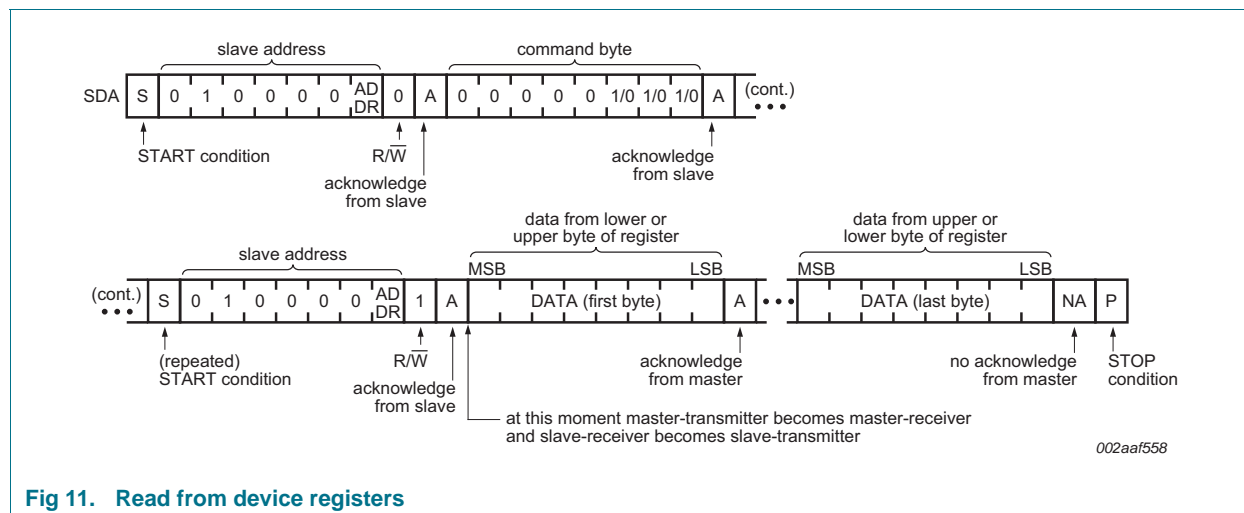 slave address command byte
SDA S 0 1 0 0 0 0 AD DR 0 A 0 0 0 0 0 1/0 1/0 1/0 A (cont.)
START condition R/W̅ acknowledge from slave acknowledge from slave
data from lower or upper byte of register data from upper or lower byte of register
slave address MSB LSB MSB LSB
(cont.) S 0 1 0 0 0 0 AD DR 1 A DATA (first byte) A DATA (last byte) NA P
(repeated) START condition R/W̅ acknowledge from slave acknowledge from master no acknowledge from master STOP condition
at this moment master-transmitter becomes master-receiver
and slave-receiver becomes slave-transmitter
002aaf558
Fig 11. Read from device registers